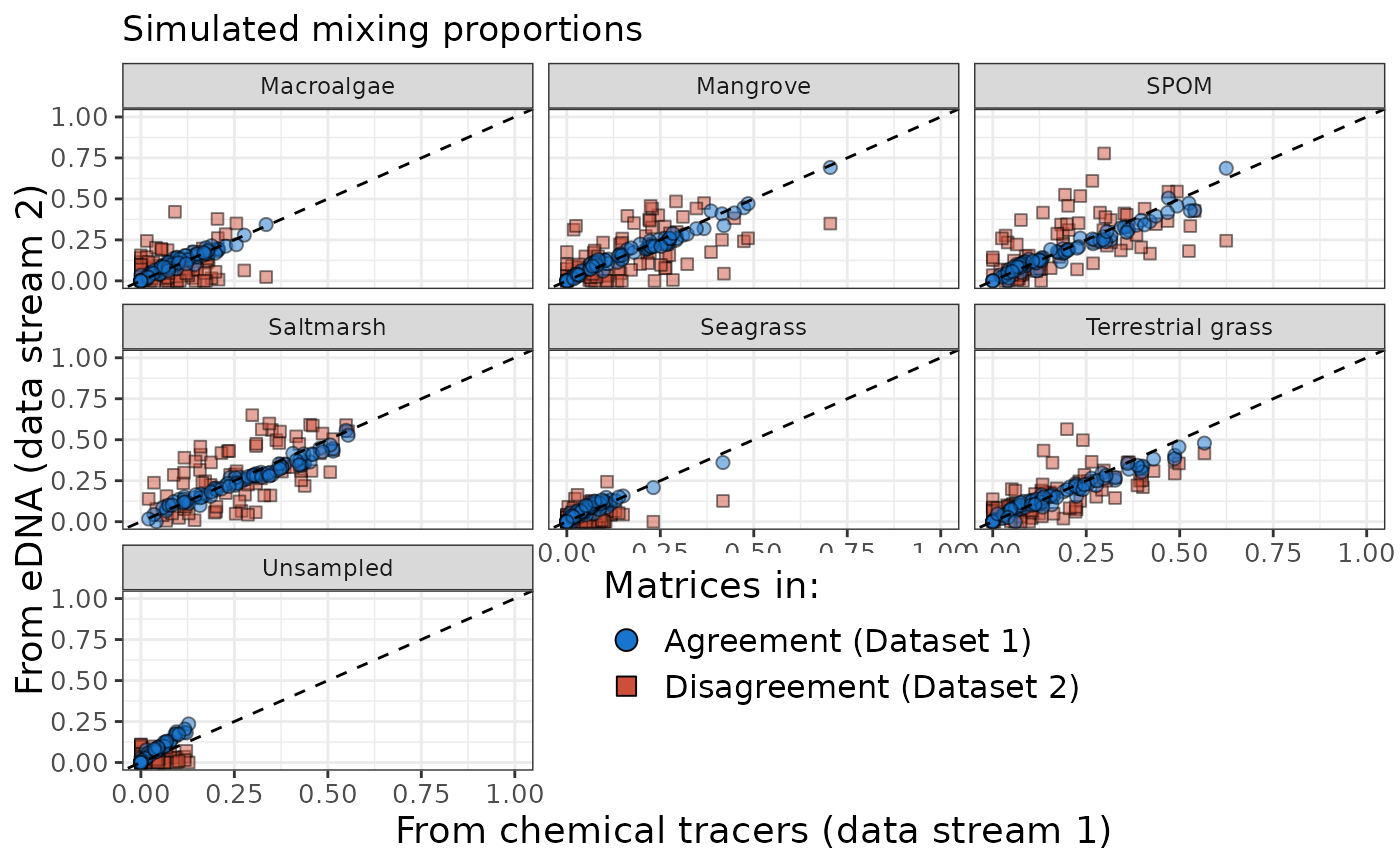 Simulated mixing proportions
Macroalgae
Mangrove
SPOM
1.00
0.75
0.50
0.25
0.00
Saltmarsh
Seagrass
Terrestrial grass
1.00
0.75
0.50
0.25
0.00
0.00 0.25 0.50 0.75 1.00
0.00 0.25 0.50 0.75 1.00
Unsampled
1.00
0.75
0.50
0.25
0.00
0.00 0.25 0.50 0.75 1.00
From eDNA (data stream 2)
From chemical tracers (data stream 1)
Matrices in:
Agreement (Dataset 1)
Disagreement (Dataset 2)